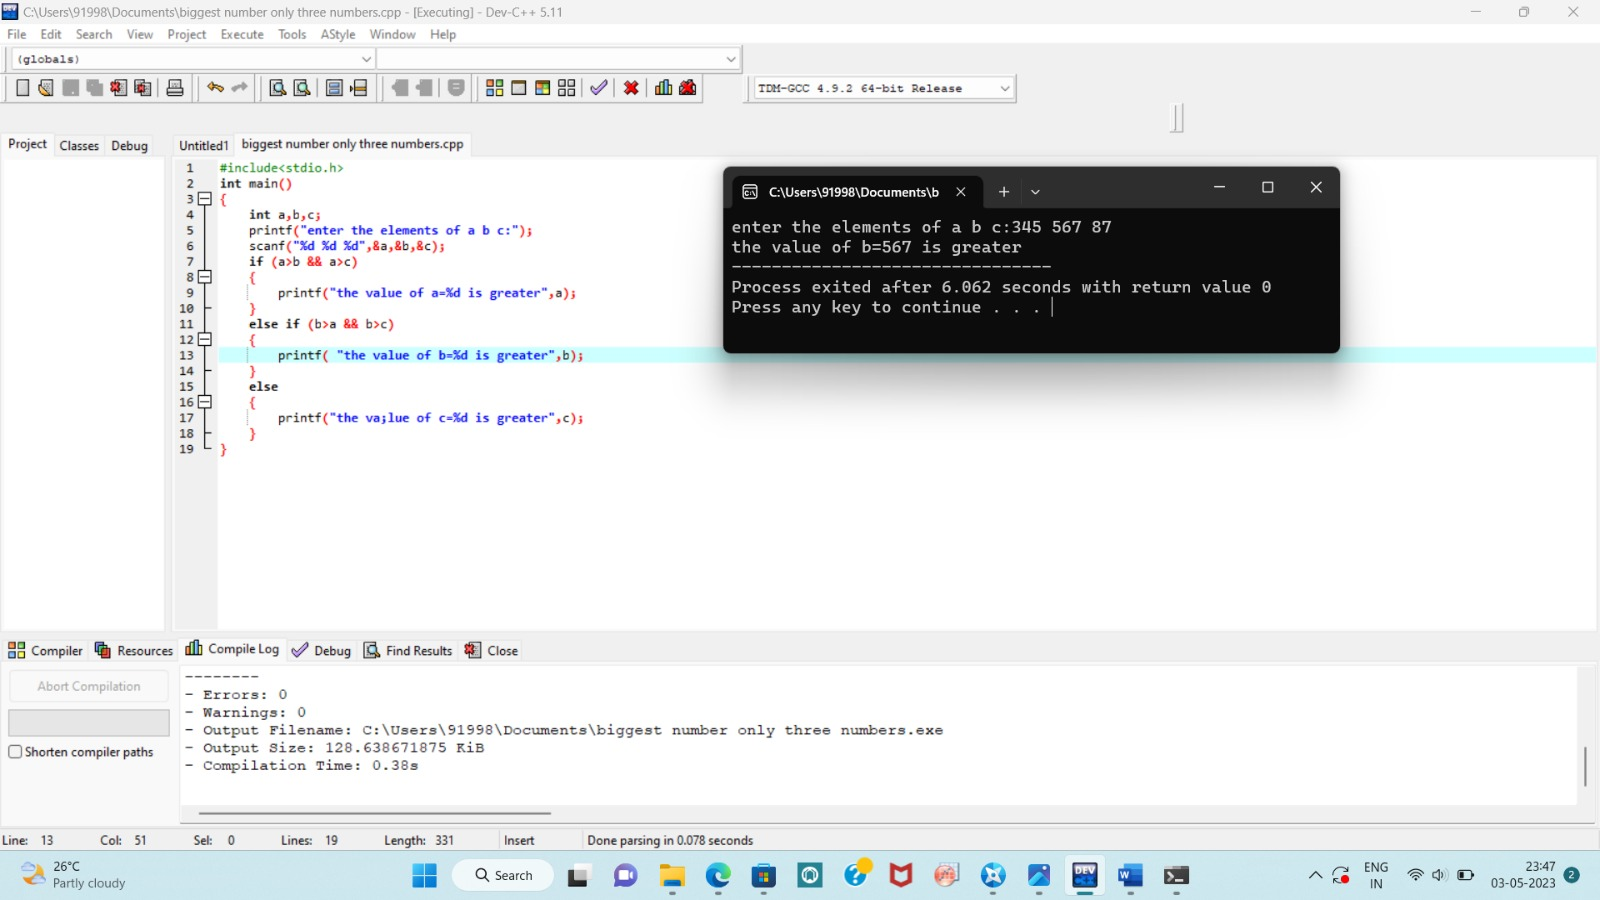 C:\Users\91998\Documents\biggest number only three numbers.cpp - [Executing] - Dev-C++ 5.11
File Edit Search View Project Execute Tools AStyle Window Help
(globals)
TDM-GCC 4.9.2 64-bit Release
Project Classes Debug
Untitled1 biggest number only three numbers.cpp
1 #include<stdio.h>
2 int main()
3 {
4 int a,b,c;
5 printf("enter the elements of a b c:");
6 scanf("%d %d %d",&a,&b,&c);
7 if (a>b && a>c)
8 {
9 printf("the value of a=%d is greater",a);
10 }
11 else if (b>a && b>c)
12 {
13 printf( "the value of b=%d is greater",b);
14 }
15 else
16 {
17 printf("the va;lue of c=%d is greater",c);
18 }
19 }
C:\Users\91998\Documents\b
enter the elements of a b c:345 567 87
the value of b=567 is greater
--------------------------------
Process exited after 6.062 seconds with return value 0
Press any key to continue . . .
Compiler Resources Compile Log Debug Find Results Close
Abort Compilation
Shorten compiler paths
--------
- Errors: 0
- Warnings: 0
- Output Filename: C:\Users\91998\Documents\biggest number only three numbers.exe
- Output Size: 128.638671875 KiB
- Compilation Time: 0.38s
Line: 13 Col: 51 Sel: 0 Lines: 19 Length: 331 Insert Done parsing in 0.078 seconds
26°C
Partly cloudy
Search
DEV
W
ENG
IN
23:47
03-05-2023
2